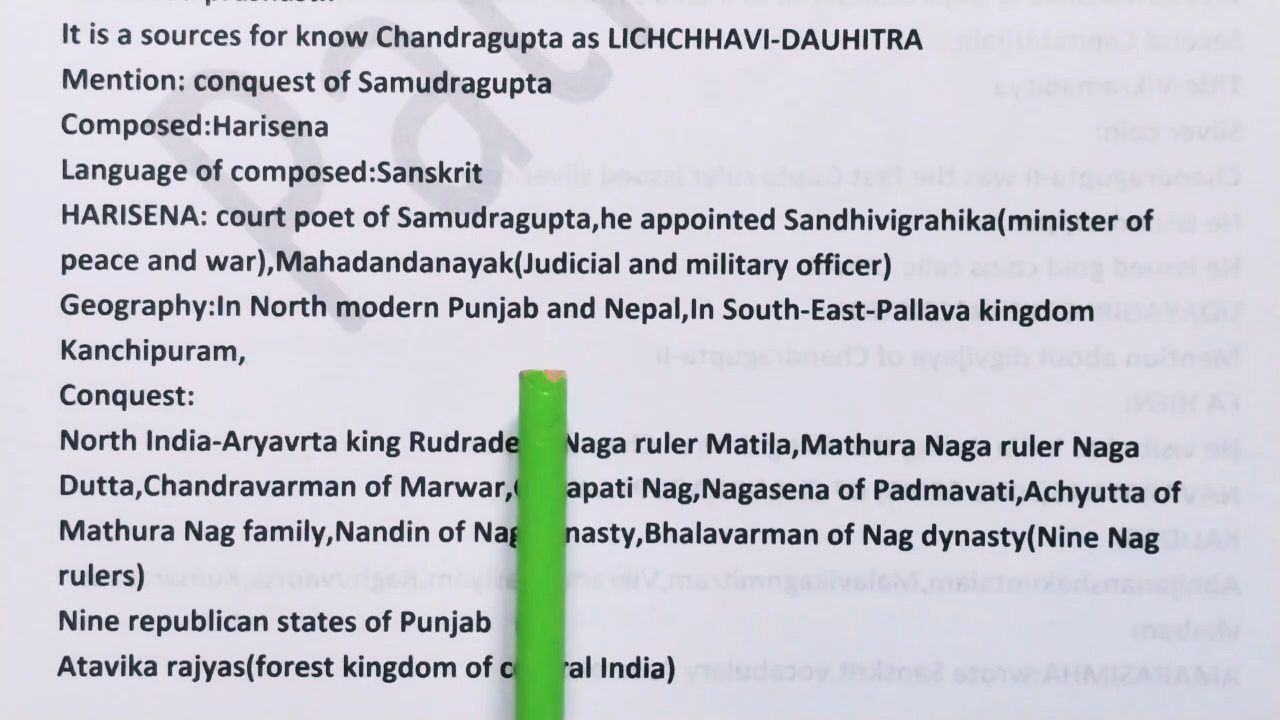 It is a sources for know Chandragupta as LICHCHHAVI-DAUHITRA
Mention: conquest of Samudragupta
Composed:Harisena
Language of composed:Sanskrit
HARISENA: court poet of Samudragupta,he appointed Sandhivigrahika(minister of
peace and war),Mahadandanayak(Judicial and military officer)
Geography:In North modern Punjab and Nepal,In South-East-Pallava kingdom
Kanchipuram,
Conquest:
North India-Aryavrta king Rudrade Naga ruler Matila,Mathura Naga ruler Naga
Dutta,Chandravarman of Marwar, apati Nag,Nagasena of Padmavati,Achyutta of
Mathura Nag family,Nandin of Nag nasty,Bhalavarman of Nag dynasty(Nine Nag
rulers)
Nine republican states of Punjab
Atavika rajyas(forest kingdom of c ral India)